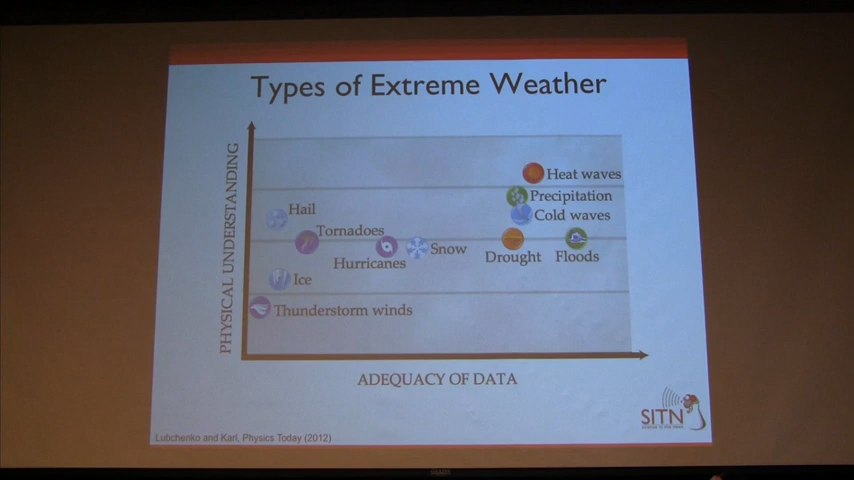 Types of Extreme Weather
PHYSICAL UNDERSTANDING
Heat waves
Precipitation
Cold waves
Hail
Tornadoes
Hurricanes
Snow
Drought
Floods
Ice
Thunderstorm winds
ADEQUACY OF DATA
SITN
Lubchenko and Karl, Physics Today (2012)